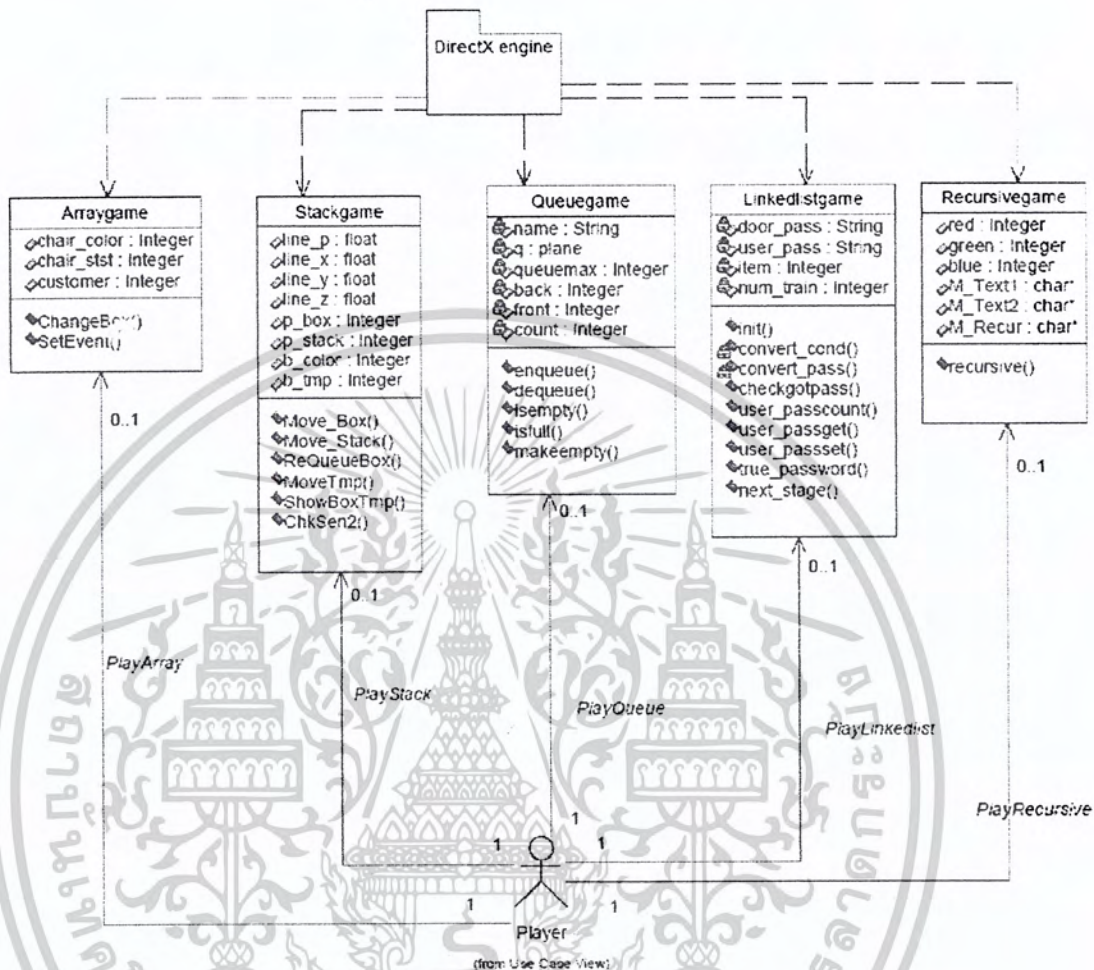 DirectX engine
Arraygame
chair_color : Integer
chair_stst : Integer
customer : Integer
ChangeBox()
SetEvent()
Stackgame
line_p : float
line_x : float
line_y : float
line_z : float
p_box : Integer
p_stack : Integer
b_color : Integer
b_tmp : Integer
Move_Box()
Move_Stack()
ReQueueBox()
MoveTmp()
ShowBoxTmp()
ChkSen2()
Queuegame
name : String
q : plane
queuemax : Integer
back : Integer
front : Integer
count : Integer
enqueue()
dequeue()
isempty()
isfull()
makeempty()
Linkedlistgame
door_pass : String
user_pass : String
item : Integer
num_train : Integer
init()
convert_cond()
convert_pass()
checkgotpass()
user_passcount()
user_passget()
user_passset()
true_password()
next_stage()
Recursivegame
red : Integer
green : Integer
blue : Integer
M_Text1 : char*
M_Text2 : char*
M_Recur : char*
recursive()
0..1
0..1
0..1
0..1
0..1
PlayArray
PlayStack
PlayQueue
PlayLinkedlist
PlayRecursive
1
1
1
1
1
Player
(from Use Case View)